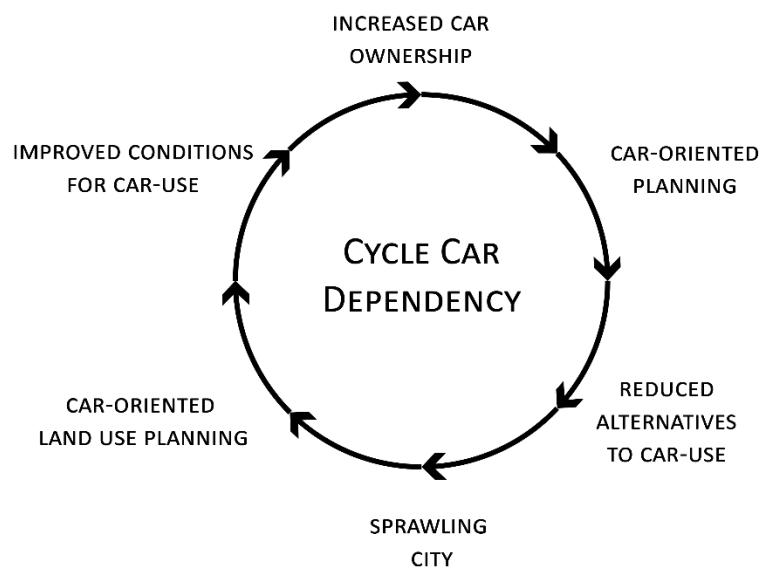 INCREASED CAR
OWNERSHIP
CAR-ORIENTED
PLANNING
REDUCED
ALTERNATIVES
TO CAR-USE
SPRAWLING
CITY
CAR-ORIENTED
LAND USE PLANNING
IMPROVED CONDITIONS
FOR CAR-USE
CYCLE CAR
DEPENDENCY